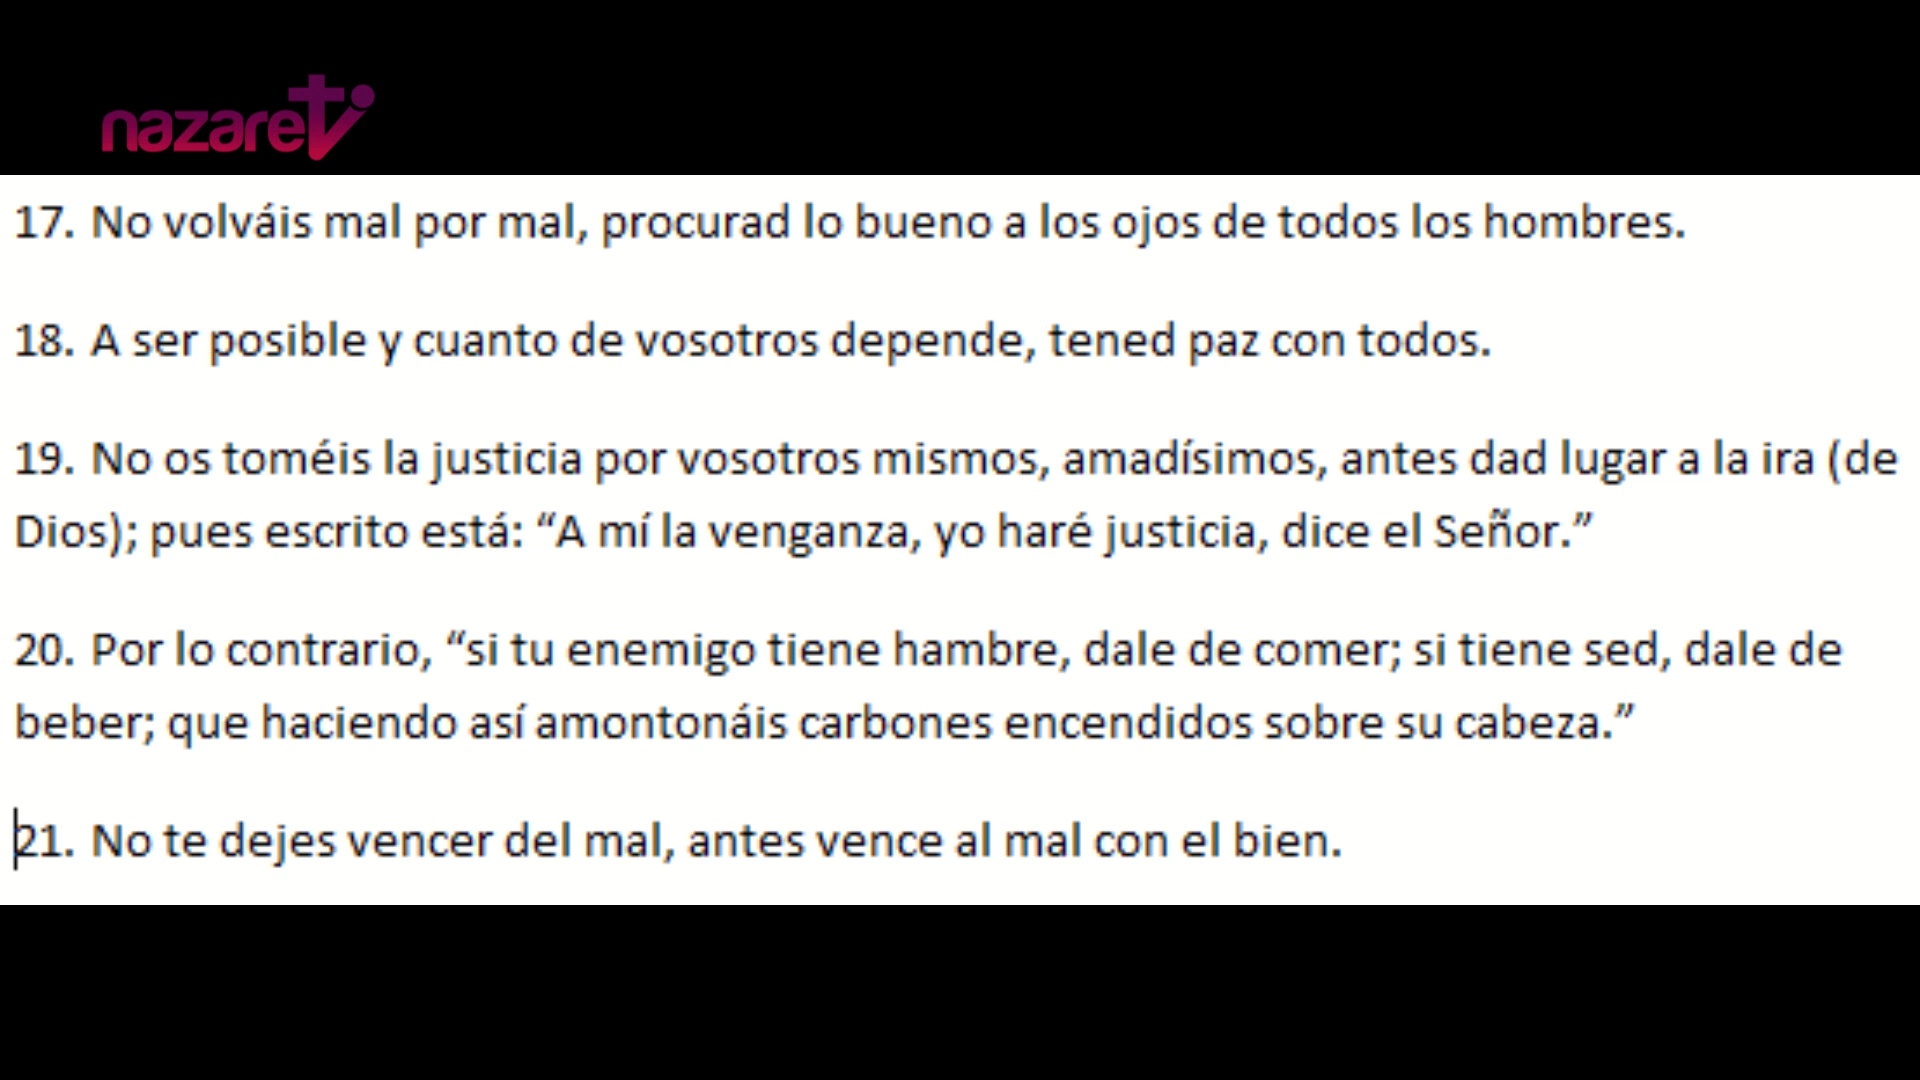 nazaretv
17. No volváis mal por mal, procurad lo bueno a los ojos de todos los hombres.
18. A ser posible y cuanto de vosotros depende, tened paz con todos.
19. No os toméis la justicia por vosotros mismos, amadísimos, antes dad lugar a la ira (de
Dios); pues escrito está: “A mí la venganza, yo haré justicia, dice el Señor.”
20. Por lo contrario, “si tu enemigo tiene hambre, dale de comer; si tiene sed, dale de
beber; que haciendo así amontonáis carbones encendidos sobre su cabeza.”
21. No te dejes vencer del mal, antes vence al mal con el bien.